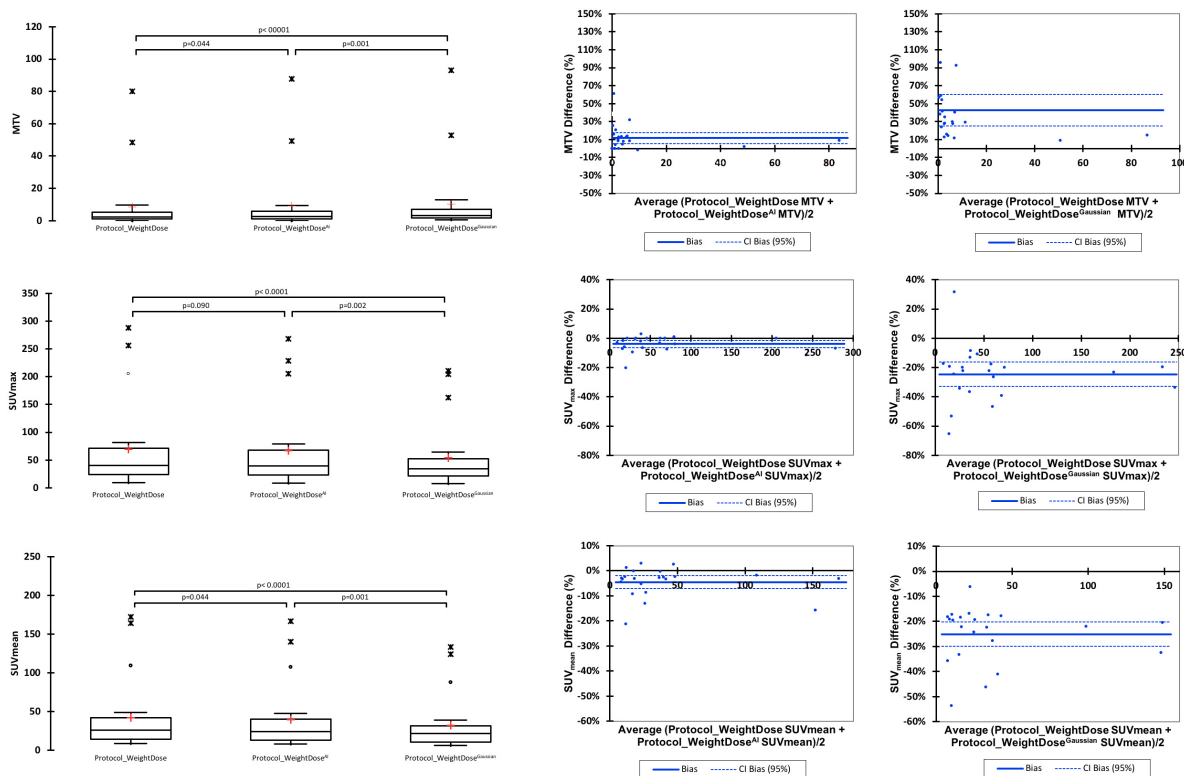 120
100
80
60
40
20
0
MTV
p< 00001
p=0.044
p=0.001
Protocol_WeightDose
Protocol_WeightDoseAI
Protocol_WeightDoseGaussian
150%
130%
110%
90%
70%
50%
30%
10%
-10%
-30%
-50%
MTV Difference (%)
0
20
40
60
80
Average (Protocol_WeightDose MTV +
Protocol_WeightDoseAI MTV)/2
Bias
CI Bias (95%)
150%
130%
110%
90%
70%
50%
30%
10%
-10%
-30%
-50%
MTV Difference (%)
0
20
40
60
80
100
Average (Protocol_WeightDose MTV +
Protocol_WeightDoseGaussian MTV)/2
Bias
CI Bias (95%)
350
300
250
200
150
100
50
0
SUVmax
p< 0.0001
p=0.090
p=0.002
Protocol_WeightDose
Protocol_WeightDoseAI
Protocol_WeightDoseGaussian
40%
20%
0%
-20%
-40%
-60%
-80%
SUVmax Difference (%)
0
50
100
150
200
250
300
Average (Protocol_WeightDose SUVmax +
Protocol_WeightDoseAI SUVmax)/2
Bias
CI Bias (95%)
40%
20%
0%
-20%
-40%
-60%
-80%
SUVmax Difference (%)
0
50
100
150
200
250
Average (Protocol_WeightDose SUVmax +
Protocol_WeightDoseGaussian SUVmax)/2
Bias
CI Bias (95%)
250
200
150
100
50
0
SUVmean
p< 0.0001
p=0.044
p=0.001
Protocol_WeightDose
Protocol_WeightDoseAI
Protocol_WeightDoseGaussian
10%
0%
-10%
-20%
-30%
-40%
-50%
-60%
SUVmean Difference (%)
0
50
100
150
Average (Protocol_WeightDose SUVmean +
Protocol_WeightDoseAI SUVmean)/2
Bias
CI Bias (95%)
10%
0%
-10%
-20%
-30%
-40%
-50%
-60%
SUVmean Difference (%)
0
50
100
150
Average (Protocol_WeightDose SUVmean +
Protocol_WeightDoseGaussian SUVmean)/2
Bias
CI Bias (95%)